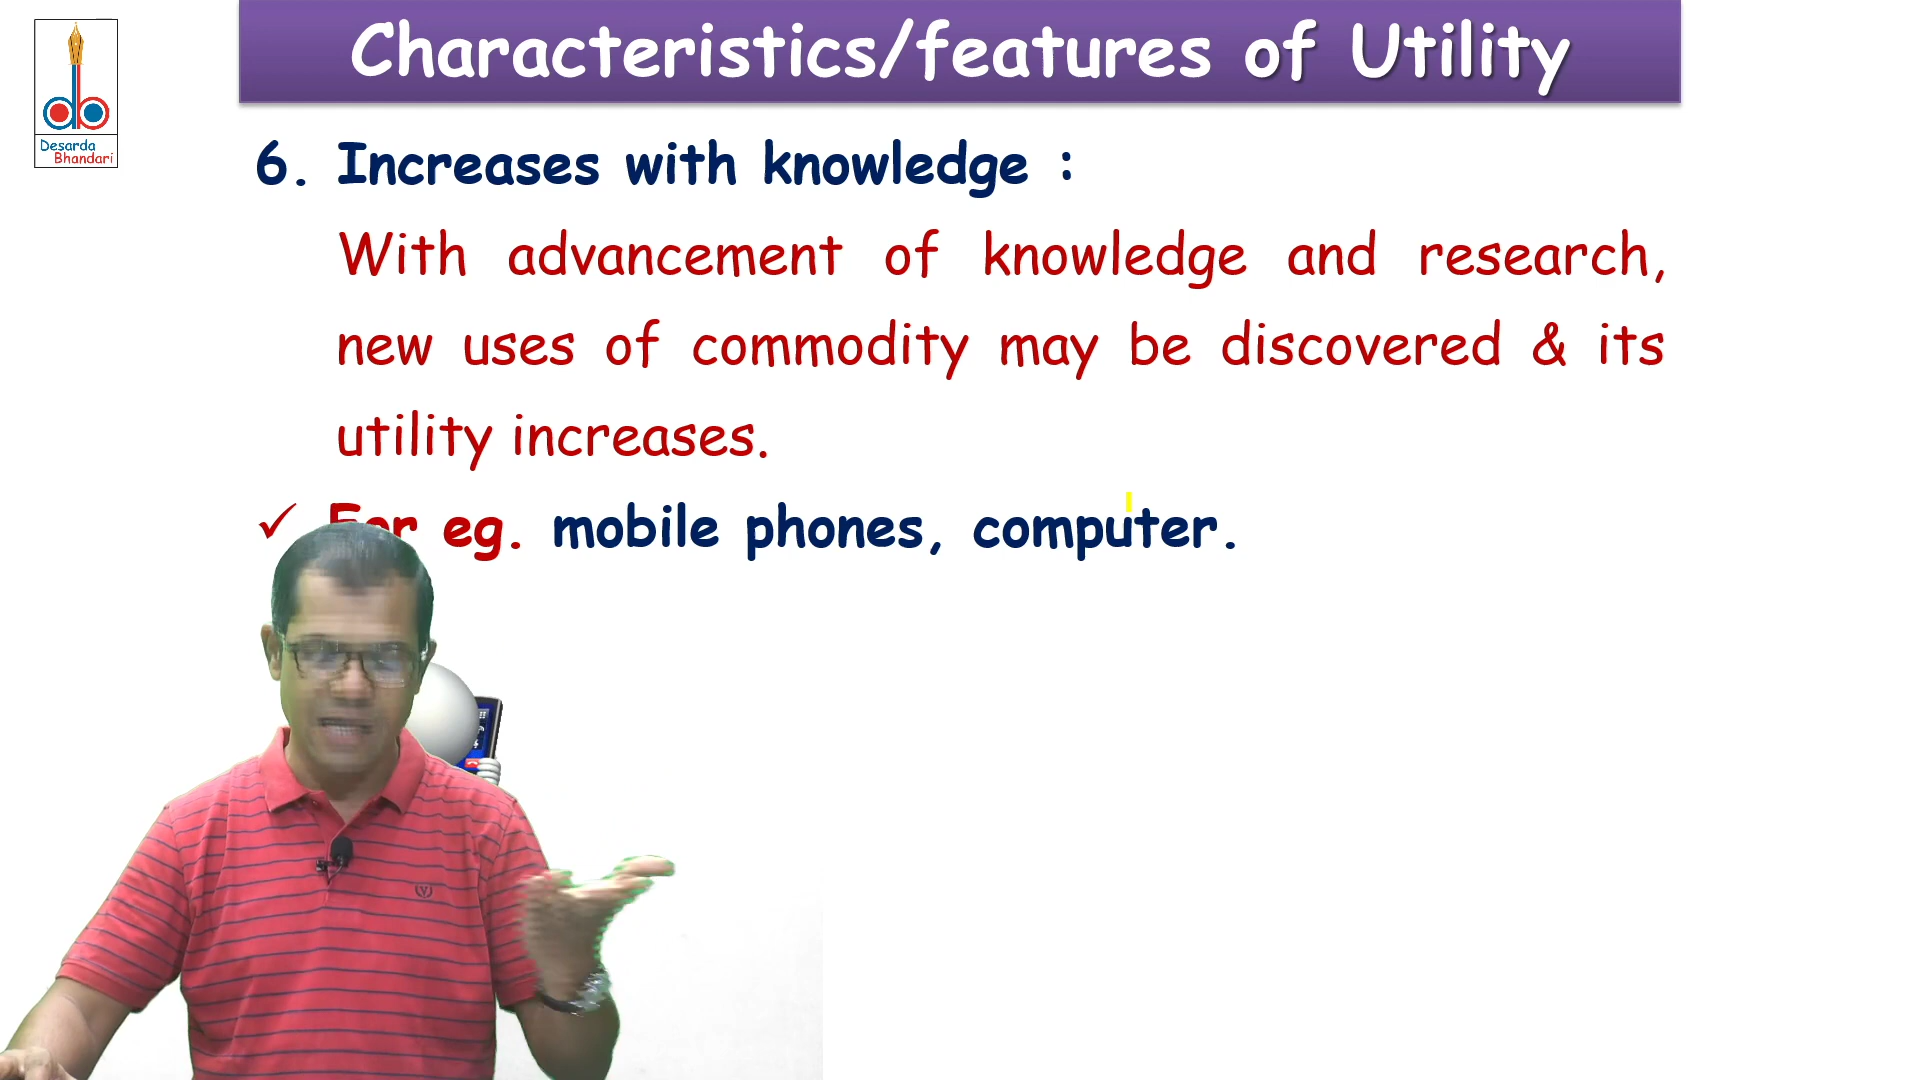 Characteristics/features of Utility
Desarda
Bhandari
6. Increases with knowledge :
With advancement of knowledge and research,
new uses of commodity may be discovered & its
utility increases.
✓ For eg. mobile phones, computer.